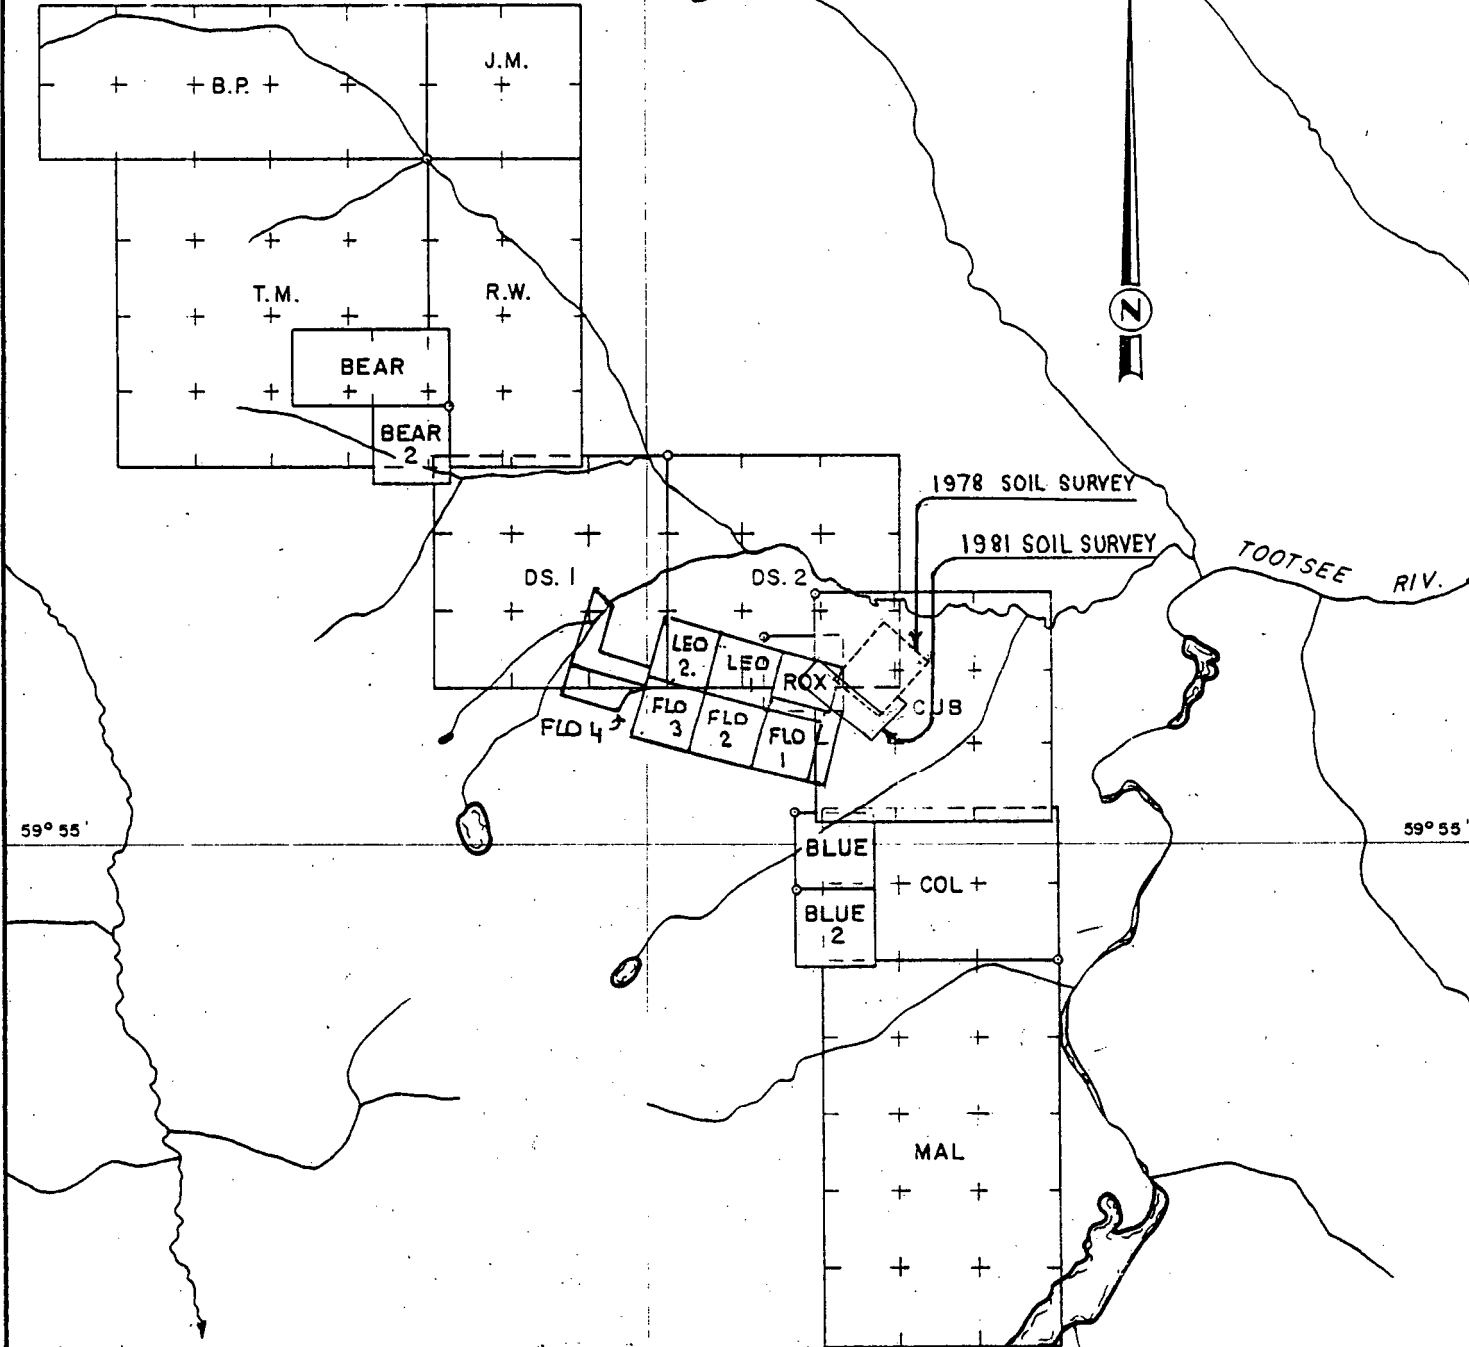 J.M.
B.P.
T.M.
R.W.
N
BEAR
BEAR
2
1978 SOIL SURVEY
1981 SOIL SURVEY
TOOTSEE RIV.
DS. 1
DS. 2
LEO
2.
LEO
ROX
CUB
FLO 4
FLO
3
FLO
2
FLO
1
59° 55'
59° 55'
BLUE
COL
BLUE
2
MAL